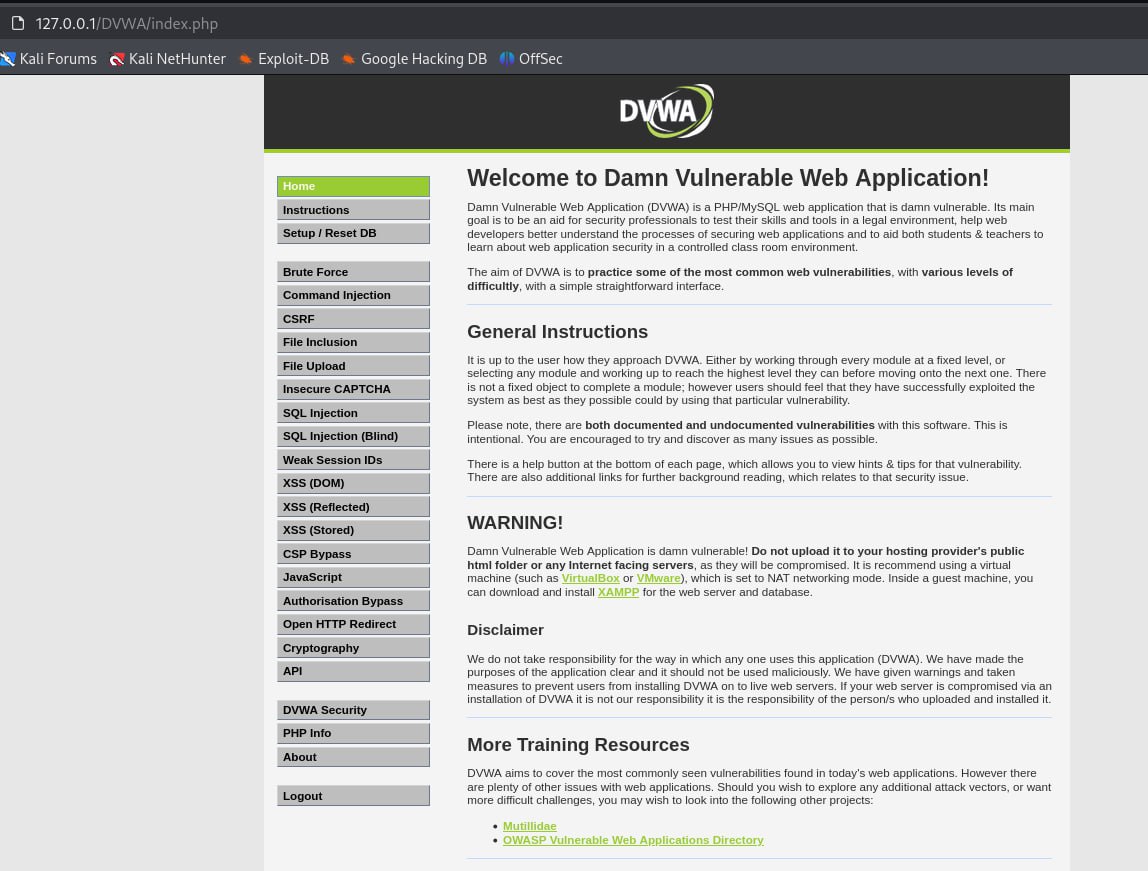 127.0.0.1/DVWA/index.php
Kali Forums Kali NetHunter Exploit-DB Google Hacking DB OffSec
DVWA
Home
Instructions
Setup / Reset DB
Brute Force
Command Injection
CSRF
File Inclusion
File Upload
Insecure CAPTCHA
SQL Injection
SQL Injection (Blind)
Weak Session IDs
XSS (DOM)
XSS (Reflected)
XSS (Stored)
CSP Bypass
JavaScript
Authorisation Bypass
Open HTTP Redirect
Cryptography
API
DVWA Security
PHP Info
About
Logout
Welcome to Damn Vulnerable Web Application!
Damn Vulnerable Web Application (DVWA) is a PHP/MySQL web application that is damn vulnerable. Its main
goal is to be an aid for security professionals to test their skills and tools in a legal environment, help web
developers better understand the processes of securing web applications and to aid both students & teachers to
learn about web application security in a controlled class room environment.
The aim of DVWA is to practice some of the most common web vulnerabilities, with various levels of
difficultly, with a simple straightforward interface.
General Instructions
It is up to the user how they approach DVWA. Either by working through every module at a fixed level, or
selecting any module and working up to reach the highest level they can before moving onto the next one. There
is not a fixed object to complete a module; however users should feel that they have successfully exploited the
system as best as they possible could by using that particular vulnerability.
Please note, there are both documented and undocumented vulnerabilities with this software. This is
intentional. You are encouraged to try and discover as many issues as possible.
There is a help button at the bottom of each page, which allows you to view hints & tips for that vulnerability.
There are also additional links for further background reading, which relates to that security issue.
WARNING!
Damn Vulnerable Web Application is damn vulnerable! Do not upload it to your hosting provider's public
html folder or any Internet facing servers, as they will be compromised. It is recommend using a virtual
machine (such as VirtualBox or VMware), which is set to NAT networking mode. Inside a guest machine, you
can download and install XAMPP for the web server and database.
Disclaimer
We do not take responsibility for the way in which any one uses this application (DVWA). We have made the
purposes of the application clear and it should not be used maliciously. We have given warnings and taken
measures to prevent users from installing DVWA on to live web servers. If your web server is compromised via an
installation of DVWA it is not our responsibility it is the responsibility of the person/s who uploaded and installed it.
More Training Resources
DVWA aims to cover the most commonly seen vulnerabilities found in today's web applications. However there
are plenty of other issues with web applications. Should you wish to explore any additional attack vectors, or want
more difficult challenges, you may wish to look into the following other projects:
• Mutillidae
• OWASP Vulnerable Web Applications Directory